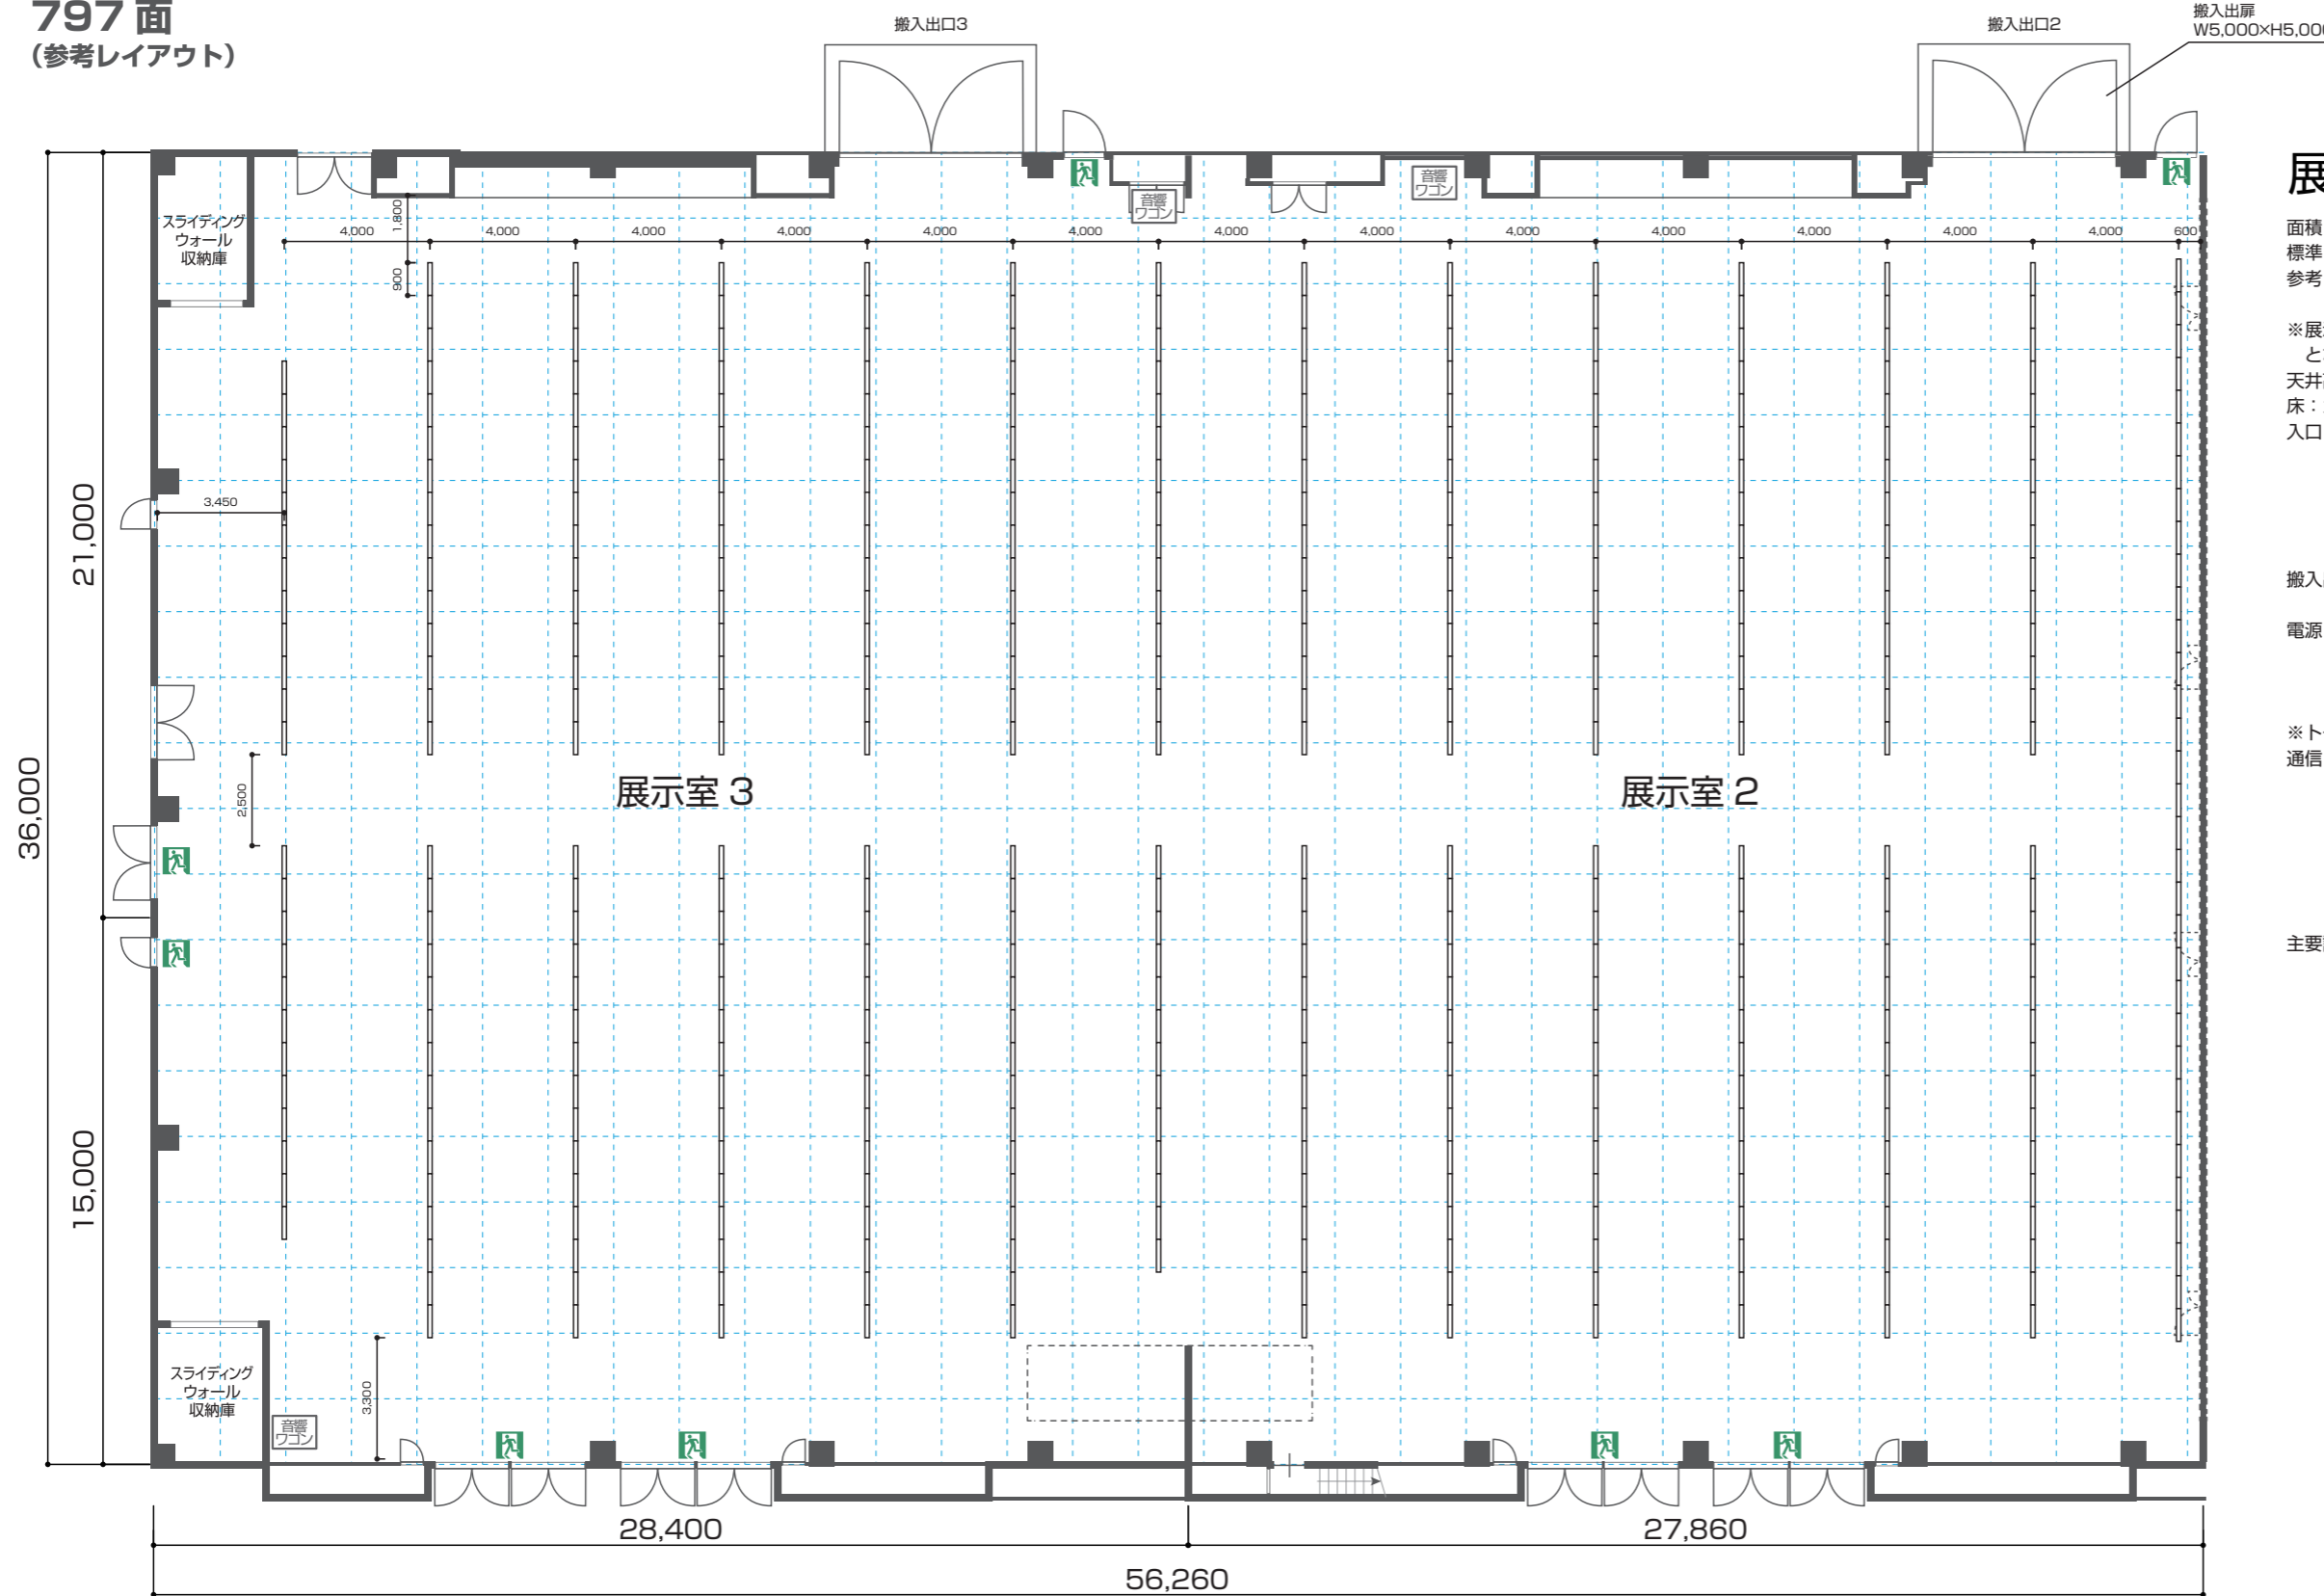 797 面
(参考レイアウト)
搬入出口3
搬入出口2
搬入出扉
W5,000×H5,00
スライディング
ウォール
収納庫
音響
ワゴン
音響
ワゴン
1,800
900
4,000
4,000
4,000
4,000
4,000
4,000
4,000
4,000
4,000
4,000
4,000
4,000
4,000
600
展
面積
標準
参考
※展
と
天井
床:
入口
搬入
電源
※ト
通信
主要
36,000
21,000
15,000
3,450
2,500
展示室 3
展示室 2
スライディング
ウォール
収納庫
音響
ワゴン
3,300
28,400
27,860
56,260